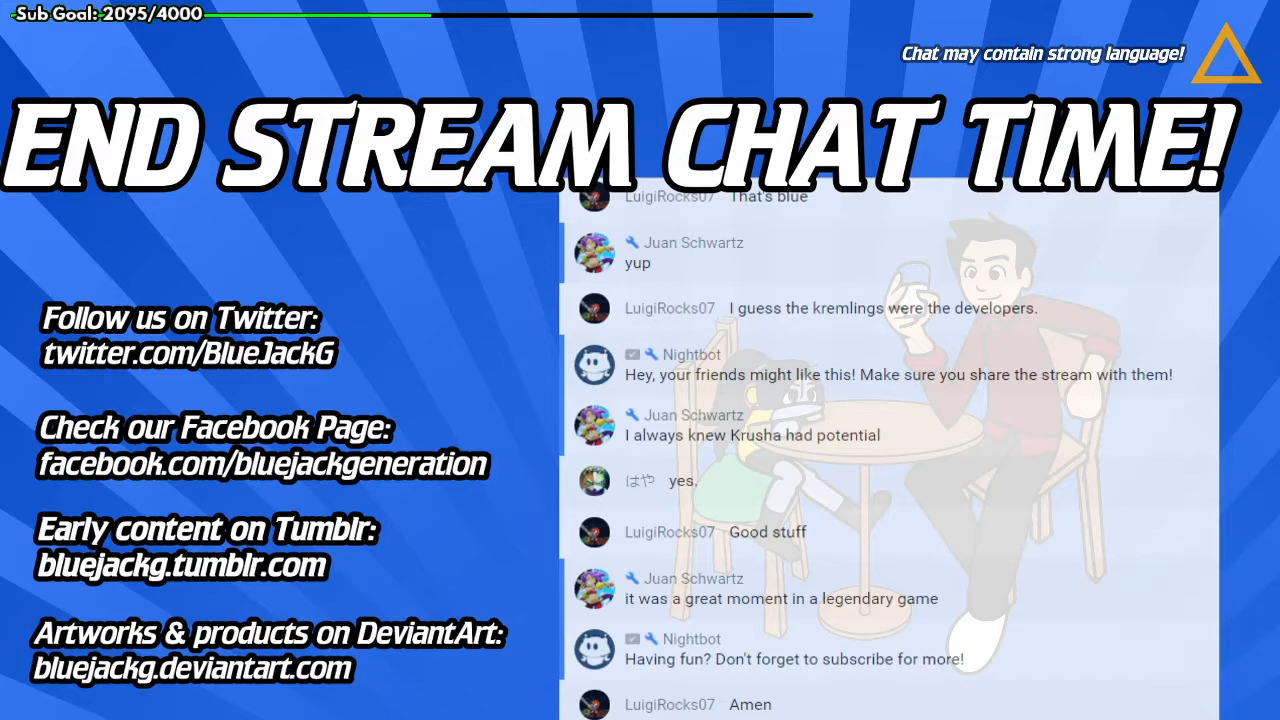 Sub Goal: 2095/4000
Chat may contain strong language!
END STREAM CHAT TIME!
Follow us on Twitter:
twitter.com/BlueJackG
Check our Facebook Page:
facebook.com/bluejackgeneration
Early content on Tumblr:
bluejackg.tumblr.com
Artworks & products on DeviantArt:
bluejackg.deviantart.com
LuigiRocks07 That's blue
Juan Schwartz
yup
LuigiRocks07 I guess the kremlings were the developers.
Nightbot
Hey, your friends might like this! Make sure you share the stream with them!
Juan Schwartz
I always knew Krusha had potential
はや yes.
LuigiRocks07 Good stuff
Juan Schwartz
it was a great moment in a legendary game
Nightbot
Having fun? Don't forget to subscribe for more!
LuigiRocks07 Amen